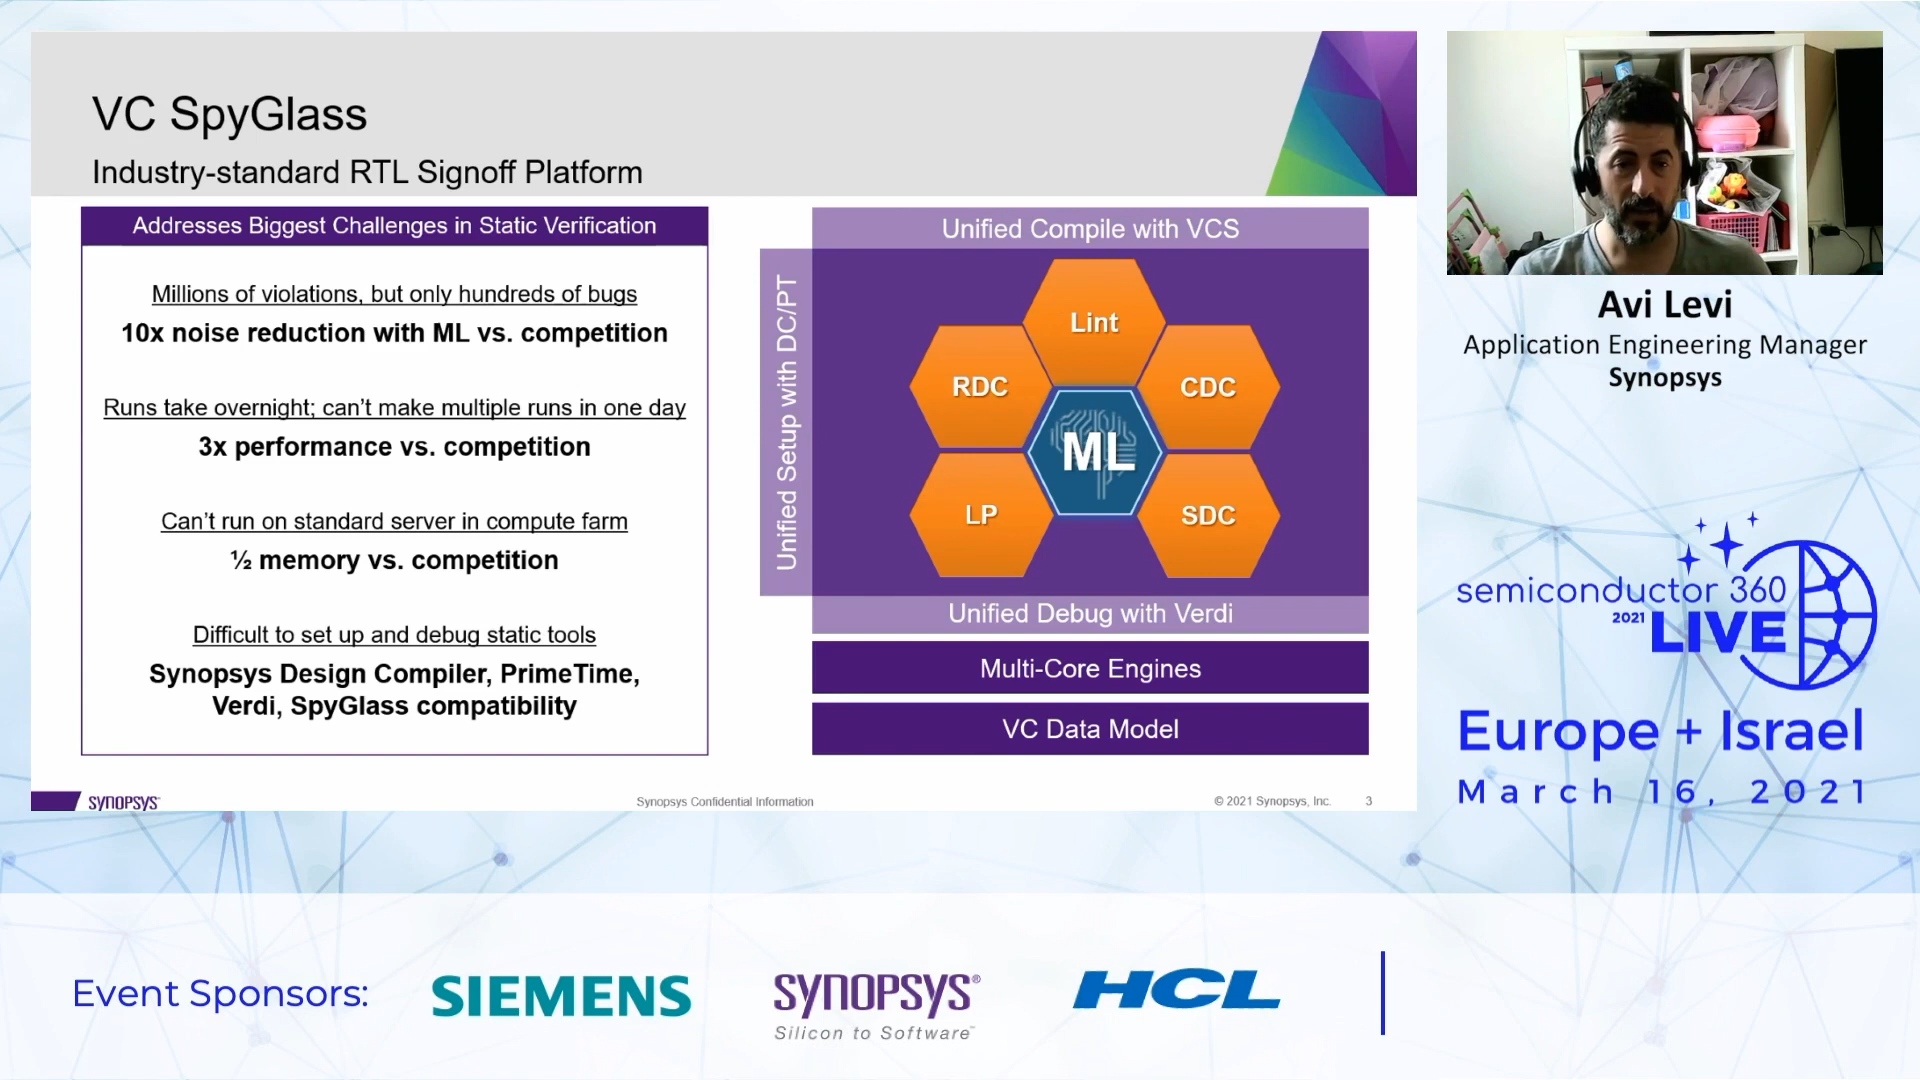 VC SpyGlass
Industry-standard RTL Signoff Platform
Addresses Biggest Challenges in Static Verification
Millions of violations, but only hundreds of bugs
10x noise reduction with ML vs. competition
Runs take overnight; can't make multiple runs in one day
3x performance vs. competition
Can't run on standard server in compute farm
½ memory vs. competition
Difficult to set up and debug static tools
Synopsys Design Compiler, PrimeTime,
Verdi, SpyGlass compatibility
Unified Compile with VCS
Unified Setup with DC/PT
Lint
RDC
CDC
ML
LP
SDC
Unified Debug with Verdi
Multi-Core Engines
VC Data Model
SYNOPSYS
Synopsys Confidential Information
© 2021 Synopsys, Inc.
3
Avi Levi
Application Engineering Manager
Synopsys
semiconductor 360
2021
LIVE
Europe + Israel
March 16, 2021
Event Sponsors:
SIEMENS
SYNOPSYS®
Silicon to Software™
HCL